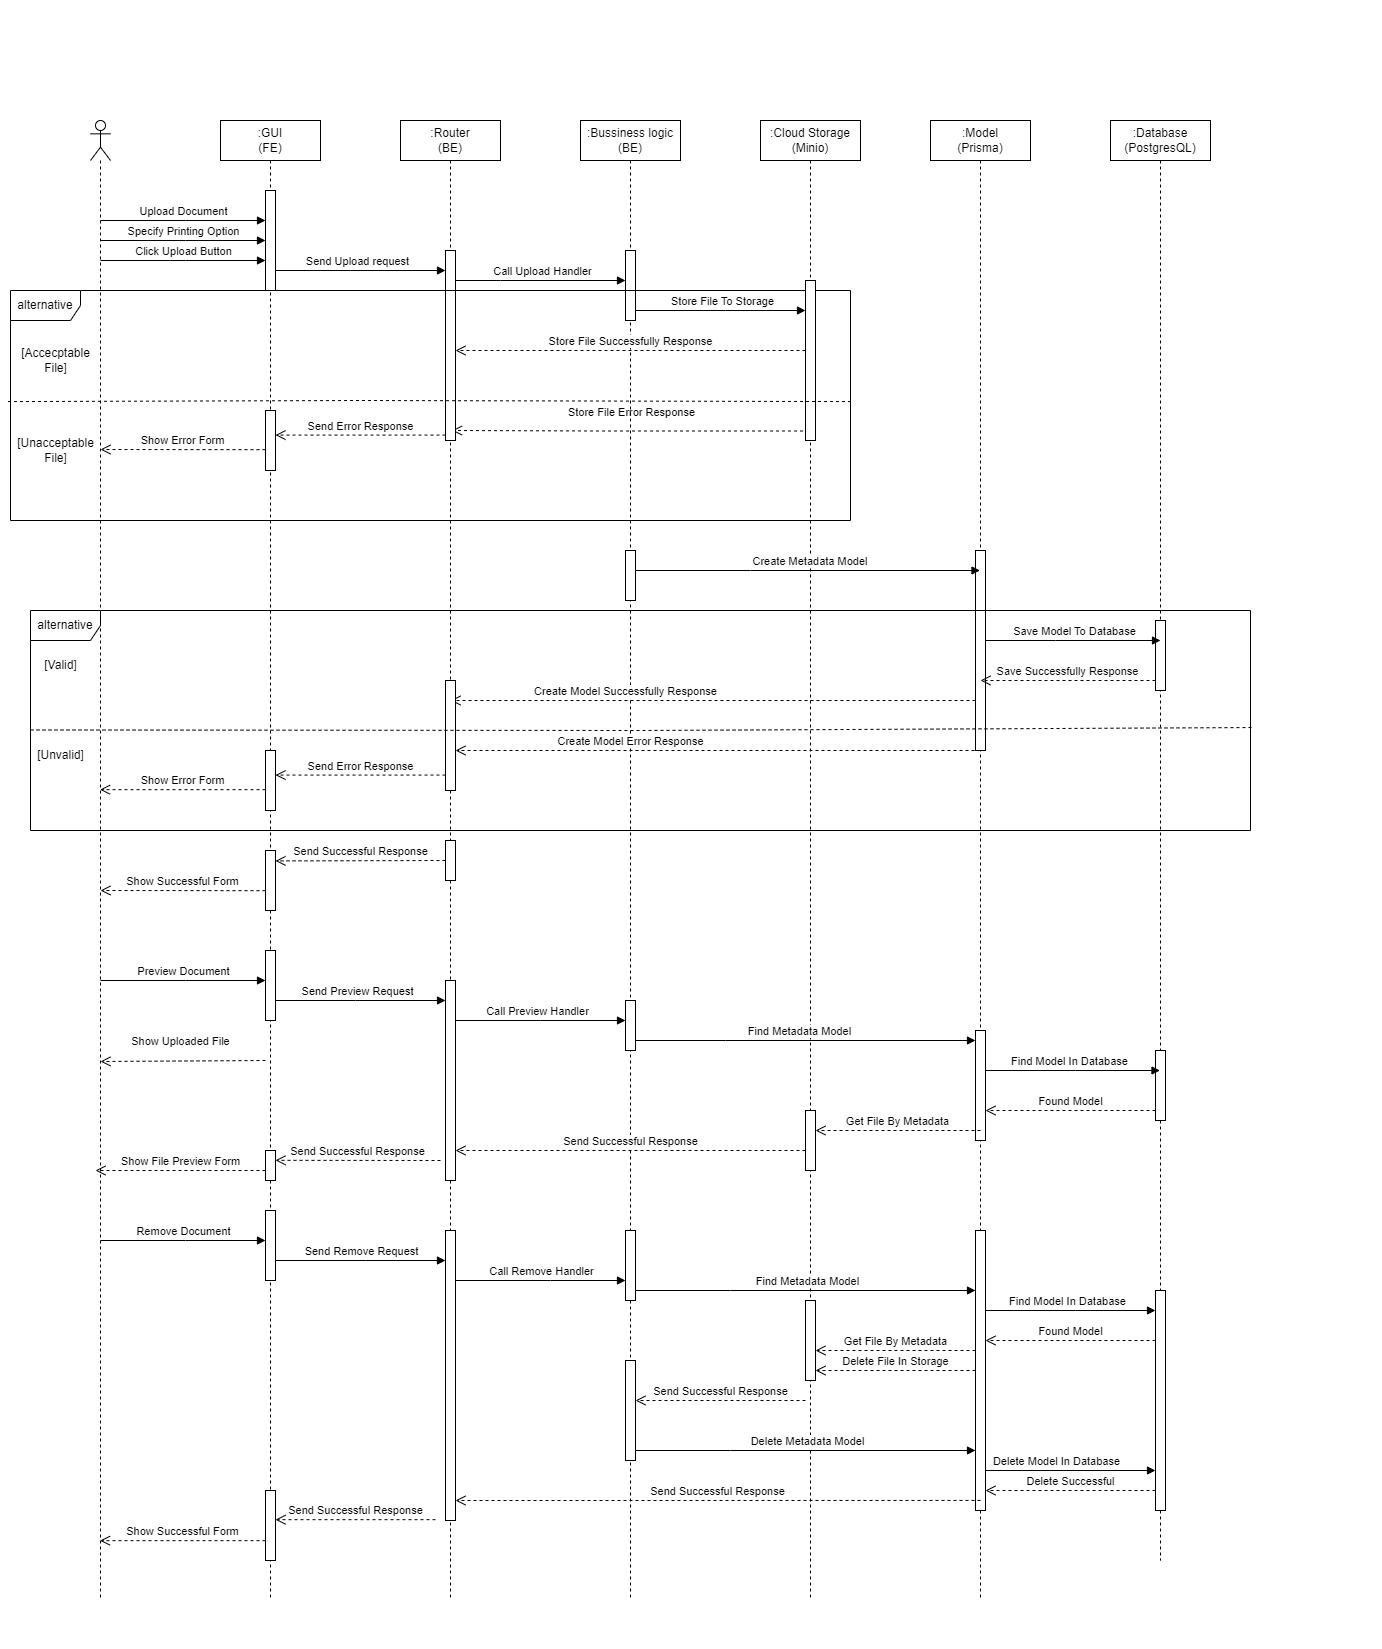 :GUI
(FE)
:Router
(BE)
:Bussiness logic
(BE)
:Cloud Storage
(Minio)
:Model
(Prisma)
:Database
(PostgresQL)
Upload Document
Specify Printing Option
Click Upload Button
Send Upload request
Call Upload Handler
alternative
Store File To Storage
[Accecptable
File]
Store File Successfully Response
Store File Error Response
Send Error Response
[Unacceptable
File]
Show Error Form
Create Metadata Model
alternative
Save Model To Database
[Valid]
Save Successfully Response
Create Model Successfully Response
Create Model Error Response
[Unvalid]
Send Error Response
Show Error Form
Send Successful Response
Show Successful Form
Preview Document
Send Preview Request
Call Preview Handler
Find Metadata Model
Show Uploaded File
Find Model In Database
Found Model
Get File By Metadata
Send Successful Response
Send Successful Response
Show File Preview Form
Remove Document
Send Remove Request
Call Remove Handler
Find Metadata Model
Find Model In Database
Found Model
Get File By Metadata
Delete File In Storage
Send Successful Response
Delete Metadata Model
Delete Model In Database
Delete Successful
Send Successful Response
Send Successful Response
Show Successful Form